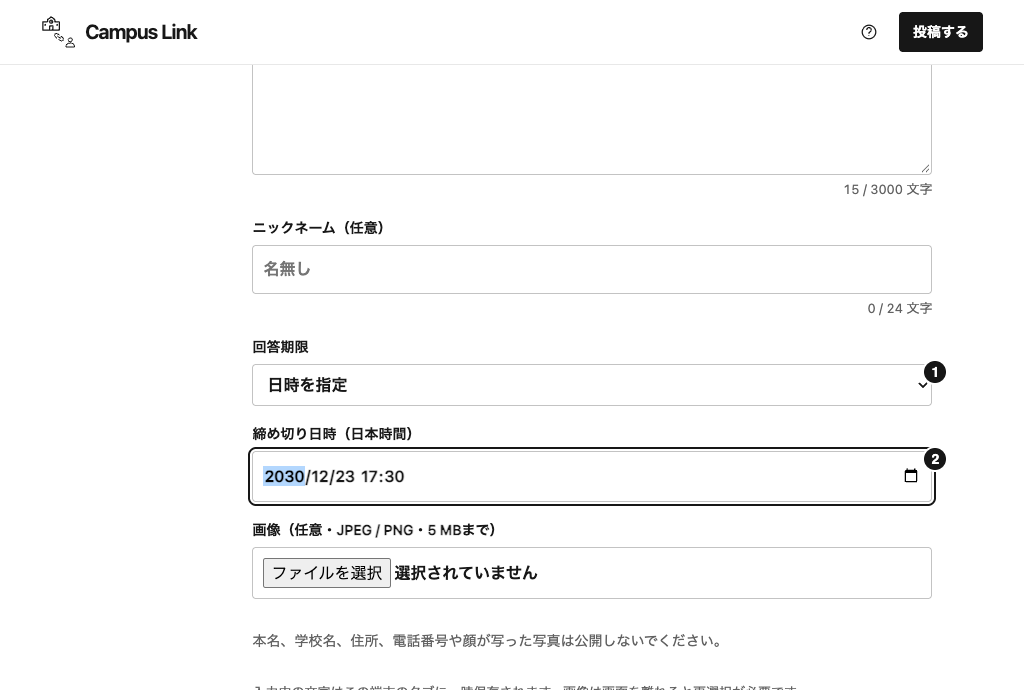 Campus Link
投稿する
15 / 3000 文字
ニックネーム（任意）
名無し
0 / 24 文字
回答期限
1
日時を指定
締め切り日時（日本時間）
2
2030/12/23 17:30
画像（任意・JPEG / PNG・5 MBまで）
ファイルを選択 選択されていません
本名、学校名、住所、電話番号や顔が写った写真は公開しないでください。